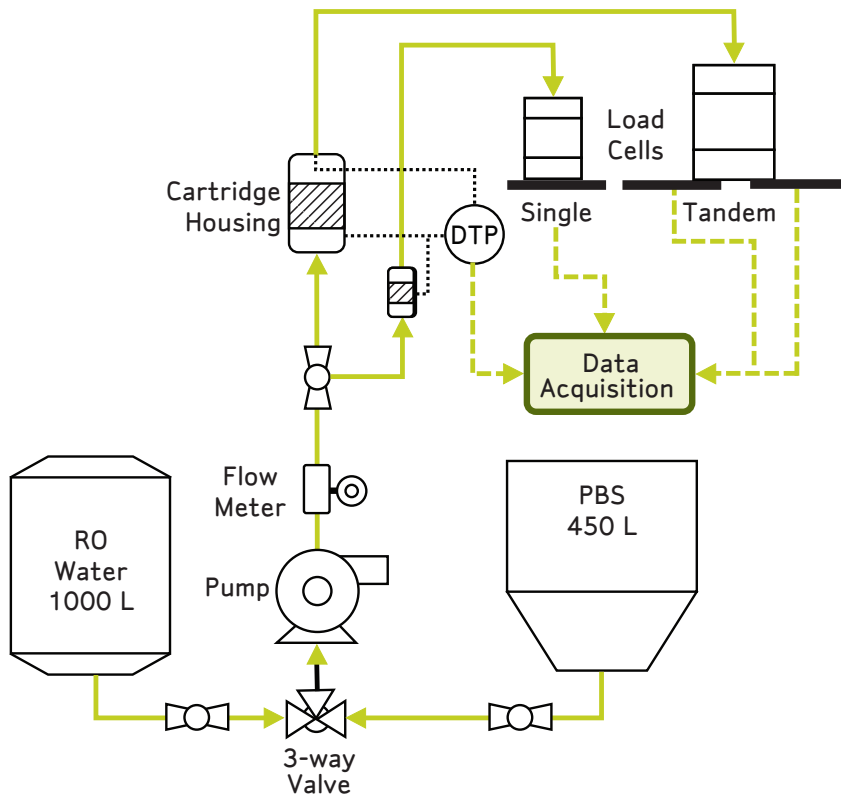 Load
Cells
Cartridge
Housing
Single
Tandem
DTP
Data
Acquisition
Flow
Meter
PBS
450 L
RO
Water
1000 L
Pump
3-way
Valve